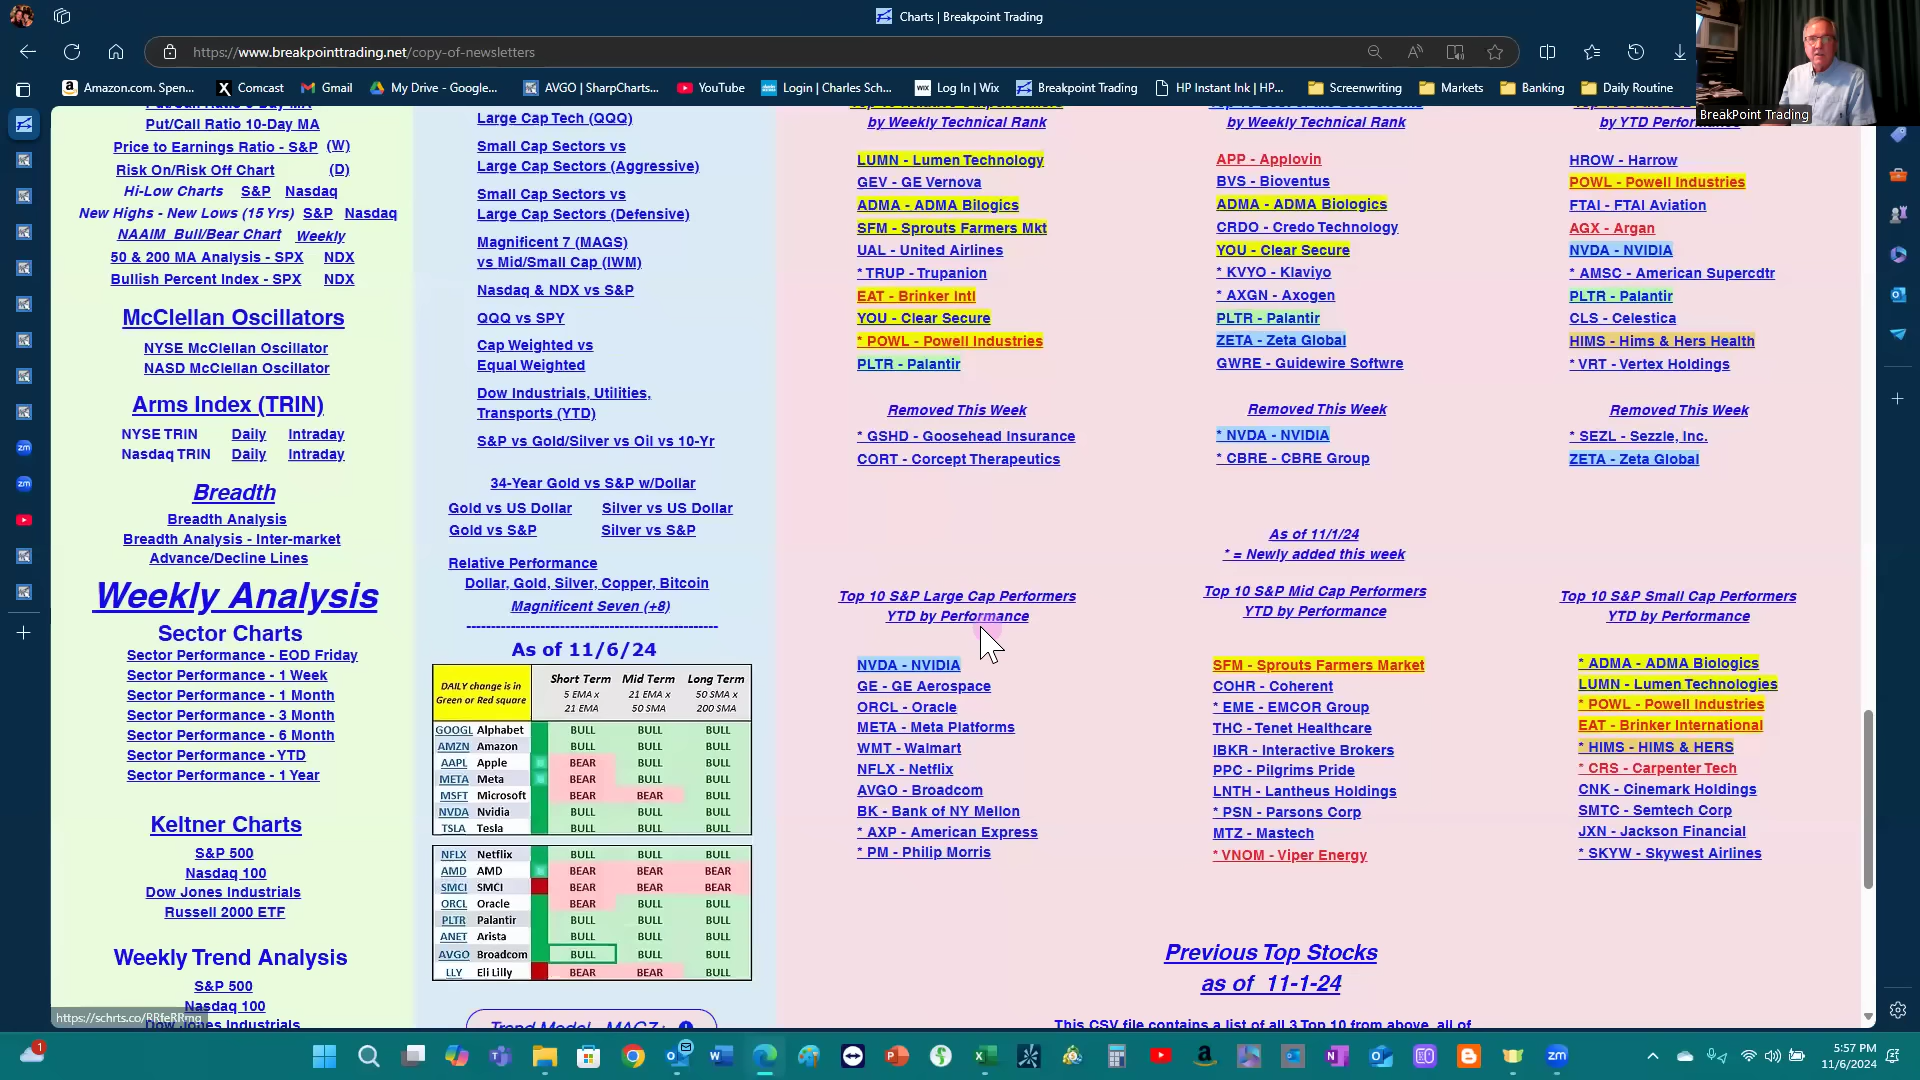 Charts | Breakpoint Trading
https://www.breakpointtrading.net/copy-of-newsletters
Amazon.com. Spen...
Comcast
Gmail
My Drive - Google...
AVGO | SharpCharts...
YouTube
Login | Charles Sch...
Log In | Wix
Breakpoint Trading
HP Instant Ink | HP...
Screenwriting
Markets
Banking
Daily Routine
BreakPoint Trading
Put/Call Ratio 10-Day MA
Price to Earnings Ratio - S&P (W)
Risk On/Risk Off Chart (D)
Hi-Low Charts S&P Nasdaq
New Highs - New Lows (15 Yrs) S&P Nasdaq
NAAIM Bull/Bear Chart Weekly
50 & 200 MA Analysis - SPX NDX
Bullish Percent Index - SPX NDX
McClellan Oscillators
NYSE McClellan Oscillator
NASD McClellan Oscillator
Arms Index (TRIN)
NYSE TRIN Daily Intraday
Nasdaq TRIN Daily Intraday
Breadth
Breadth Analysis
Breadth Analysis - Inter-market
Advance/Decline Lines
Weekly Analysis
Sector Charts
Sector Performance - EOD Friday
Sector Performance - 1 Week
Sector Performance - 1 Month
Sector Performance - 3 Month
Sector Performance - 6 Month
Sector Performance - YTD
Sector Performance - 1 Year
Keltner Charts
S&P 500
Nasdaq 100
Dow Jones Industrials
Russell 2000 ETF
Weekly Trend Analysis
S&P 500
Nasdaq 100
Dow Jones Industrials
Large Cap Tech (QQQ)
Small Cap Sectors vs
Large Cap Sectors (Aggressive)
Small Cap Sectors vs
Large Cap Sectors (Defensive)
Magnificent 7 (MAGS)
vs Mid/Small Cap (IWM)
Nasdaq & NDX vs S&P
QQQ vs SPY
Cap Weighted vs
Equal Weighted
Dow Industrials, Utilities,
Transports (YTD)
S&P vs Gold/Silver vs Oil vs 10-Yr
34-Year Gold vs S&P w/Dollar
Gold vs US Dollar Silver vs US Dollar
Gold vs S&P Silver vs S&P
Relative Performance
Dollar, Gold, Silver, Copper, Bitcoin
Magnificent Seven (+8)
As of 11/6/24
DAILY change is in Green or Red square
Short Term 5 EMA x 21 EMA
Mid Term 21 EMA x 50 SMA
Long Term 50 SMA x 200 SMA
GOOGL Alphabet BULL BULL BULL
AMZN Amazon BULL BULL BULL
AAPL Apple BEAR BULL BULL
META Meta BEAR BULL BULL
MSFT Microsoft BEAR BEAR BULL
NVDA Nvidia BULL BULL BULL
TSLA Tesla BULL BULL BULL
NFLX Netflix BULL BULL BULL
AMD AMD BEAR BEAR BEAR
SMCI SMCI BEAR BEAR BEAR
ORCL Oracle BEAR BULL BULL
PLTR Palantir BULL BULL BULL
ANET Arista BULL BULL BULL
AVGO Broadcom BULL BULL BULL
LLY Eli Lilly BEAR BEAR BULL
by Weekly Technical Rank
LUMN - Lumen Technology
GEV - GE Vernova
ADMA - ADMA Bilogics
SFM - Sprouts Farmers Mkt
UAL - United Airlines
* TRUP - Trupanion
EAT - Brinker Intl
YOU - Clear Secure
* POWL - Powell Industries
PLTR - Palantir
Removed This Week
* GSHD - Goosehead Insurance
CORT - Corcept Therapeutics
by Weekly Technical Rank
APP - Applovin
BVS - Bioventus
ADMA - ADMA Biologics
CRDO - Credo Technology
YOU - Clear Secure
* KVYO - Klaviyo
* AXGN - Axogen
PLTR - Palantir
ZETA - Zeta Global
GWRE - Guidewire Softwre
Removed This Week
* NVDA - NVIDIA
* CBRE - CBRE Group
by YTD Performance
HROW - Harrow
POWL - Powell Industries
FTAI - FTAI Aviation
AGX - Argan
NVDA - NVIDIA
* AMSC - American Supercdtr
PLTR - Palantir
CLS - Celestica
HIMS - Hims & Hers Health
* VRT - Vertex Holdings
Removed This Week
* SEZL - Sezzle, Inc.
ZETA - Zeta Global
As of 11/1/24
* = Newly added this week
Top 10 S&P Large Cap Performers
YTD by Performance
NVDA - NVIDIA
GE - GE Aerospace
ORCL - Oracle
META - Meta Platforms
WMT - Walmart
NFLX - Netflix
AVGO - Broadcom
BK - Bank of NY Mellon
* AXP - American Express
* PM - Philip Morris
Top 10 S&P Mid Cap Performers
YTD by Performance
SFM - Sprouts Farmers Market
COHR - Coherent
* EME - EMCOR Group
THC - Tenet Healthcare
IBKR - Interactive Brokers
PPC - Pilgrims Pride
LNTH - Lantheus Holdings
* PSN - Parsons Corp
MTZ - Mastech
* VNOM - Viper Energy
Top 10 S&P Small Cap Performers
YTD by Performance
* ADMA - ADMA Biologics
LUMN - Lumen Technologies
* POWL - Powell Industries
EAT - Brinker International
* HIMS - HIMS & HERS
* CRS - Carpenter Tech
CNK - Cinemark Holdings
SMTC - Semtech Corp
JXN - Jackson Financial
* SKYW - Skywest Airlines
Previous Top Stocks
as of 11-1-24
This CSV file contains a list of all 3 Top 10 from above, all of
5:57 PM
11/6/2024